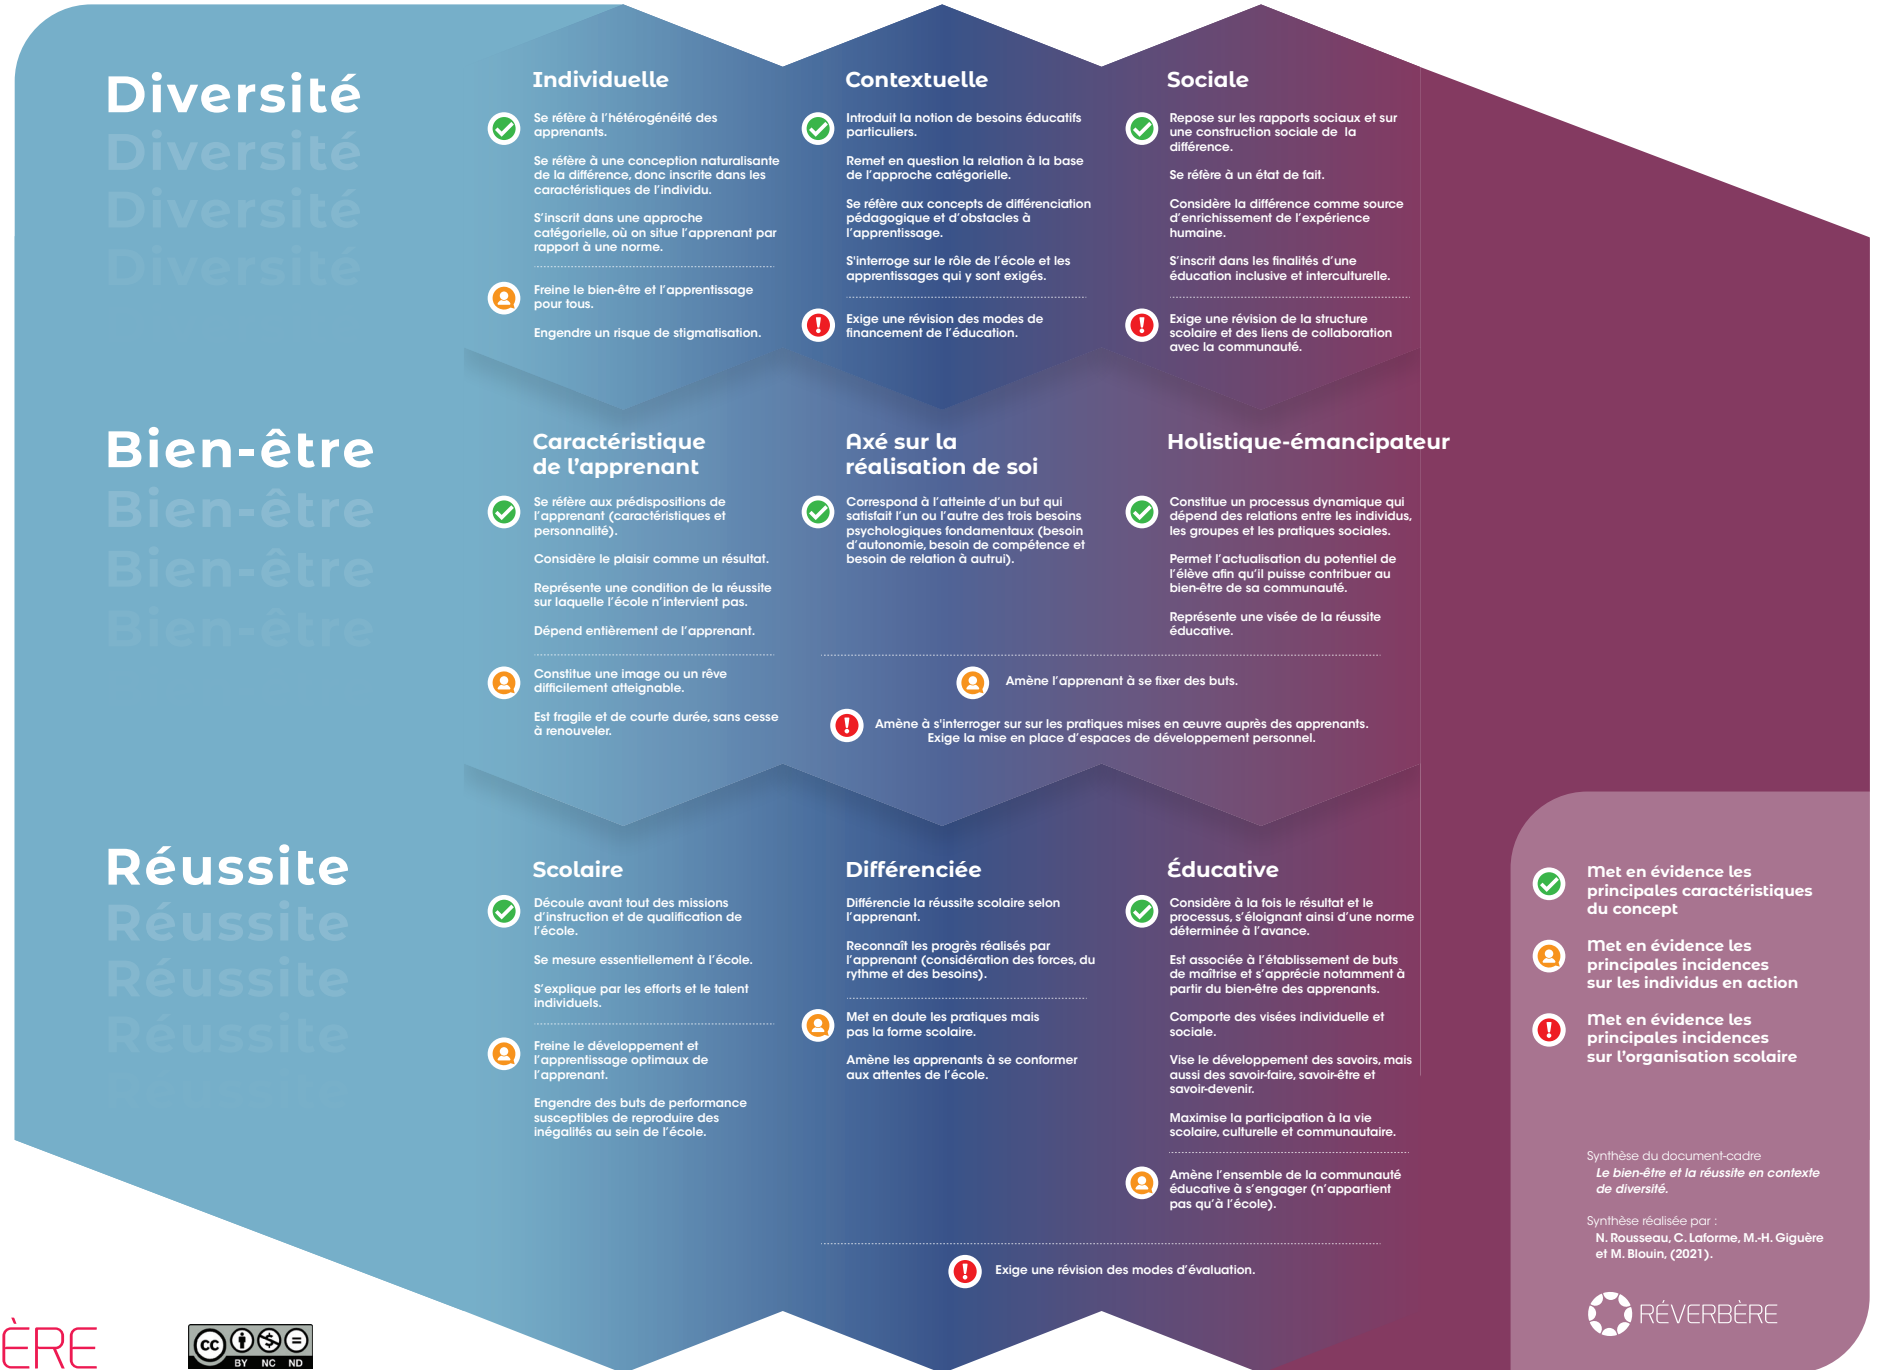 Diversité
Diversité
Diversité
Diversité
Individuelle
Se réfère à l'hétérogénéité des
apprenants.
Se réfère à une conception naturalisante
de la différence, donc inscrite dans les
caractéristiques de l'individu.
S'inscrit dans une approche
catégorielle, où on situe l'apprenant par
rapport à une norme.
Freine le bien-être et l'apprentissage
pour tous.
Engendre un risque de stigmatisation.
Contextuelle
Introduit la notion de besoins éducatifs
particuliers.
Remet en question la relation à la base
de l'approche catégorielle.
Se réfère aux concepts de différenciation
pédagogique et d'obstacles à
l'apprentissage.
S'interroge sur le rôle de l'école et les
apprentissages qui y sont exigés.
Exige une révision des modes de
financement de l'éducation.
Sociale
Repose sur les rapports sociaux et sur
une construction sociale de la
différence.
Se réfère à un état de fait.
Considère la différence comme source
d'enrichissement de l'expérience
humaine.
S'inscrit dans les finalités d'une
éducation inclusive et interculturelle.
Exige une révision de la structure
scolaire et des liens de collaboration
avec la communauté.
Bien-être
Bien-être
Bien-être
Bien-être
Caractéristique
de l'apprenant
Se réfère aux prédispositions de
l'apprenant (caractéristiques et
personnalité).
Considère le plaisir comme un résultat.
Représente une condition de la réussite
sur laquelle l'école n'intervient pas.
Dépend entièrement de l'apprenant.
Constitue une image ou un rêve
difficilement atteignable.
Est fragile et de courte durée, sans cesse
à renouveler.
Axé sur la
réalisation de soi
Correspond à l'atteinte d'un but qui
satisfait l'un ou l'autre des trois besoins
psychologiques fondamentaux (besoin
d'autonomie, besoin de compétence et
besoin de relation à autrui).
Holistique-émancipateur
Constitue un processus dynamique qui
dépend des relations entre les individus,
les groupes et les pratiques sociales.
Permet l'actualisation du potentiel de
l'élève afin qu'il puisse contribuer au
bien-être de sa communauté.
Représente une visée de la réussite
éducative.
Amène l'apprenant à se fixer des buts.
Amène à s'interroger sur sur les pratiques mises en œuvre auprès des apprenants.
Exige la mise en place d'espaces de développement personnel.
Réussite
Réussite
Réussite
Réussite
Scolaire
Découle avant tout des missions
d'instruction et de qualification de
l'école.
Se mesure essentiellement à l'école.
S'explique par les efforts et le talent
individuels.
Freine le développement et
l'apprentissage optimaux de
l'apprenant.
Engendre des buts de performance
susceptibles de reproduire des
inégalités au sein de l'école.
Différenciée
Différencie la réussite scolaire selon
l'apprenant.
Reconnaît les progrès réalisés par
l'apprenant (considération des forces, du
rythme et des besoins).
Met en doute les pratiques mais
pas la forme scolaire.
Amène les apprenants à se conformer
aux attentes de l'école.
Éducative
Considère à la fois le résultat et le
processus, s'éloignant ainsi d'une norme
déterminée à l'avance.
Est associée à l'établissement de buts
de maîtrise et s'apprécie notamment à
partir du bien-être des apprenants.
Comporte des visées individuelle et
sociale.
Vise le développement des savoirs, mais
aussi des savoir-faire, savoir-être et
savoir-devenir.
Maximise la participation à la vie
scolaire, culturelle et communautaire.
Amène l'ensemble de la communauté
éducative à s'engager (n'appartient
pas qu'à l'école).
Exige une révision des modes d'évaluation.
Met en évidence les
principales caractéristiques
du concept
Met en évidence les
principales incidences
sur les individus en action
Met en évidence les
principales incidences
sur l'organisation scolaire
Synthèse du document-cadre
Le bien-être et la réussite en contexte
de diversité.
Synthèse réalisée par :
N. Rousseau, C. Laforme, M.-H. Giguère
et M. Blouin, (2021).
RÉVERBÈRE
ÈRE
cc
BY NC ND